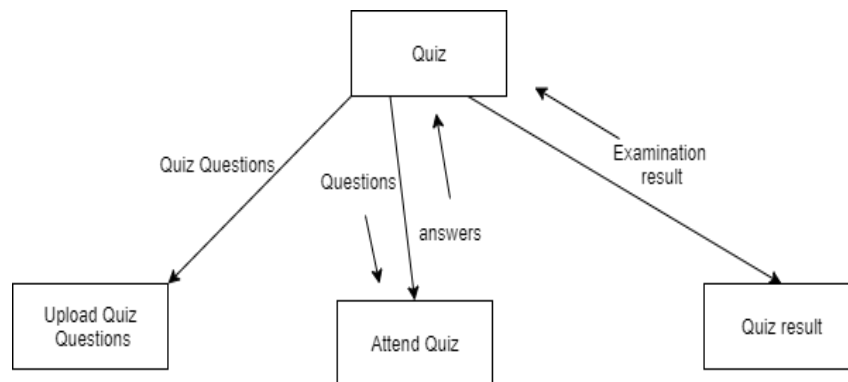 Quiz
Quiz Questions
Questions
answers
Examination
result
Upload Quiz
Questions
Attend Quiz
Quiz result